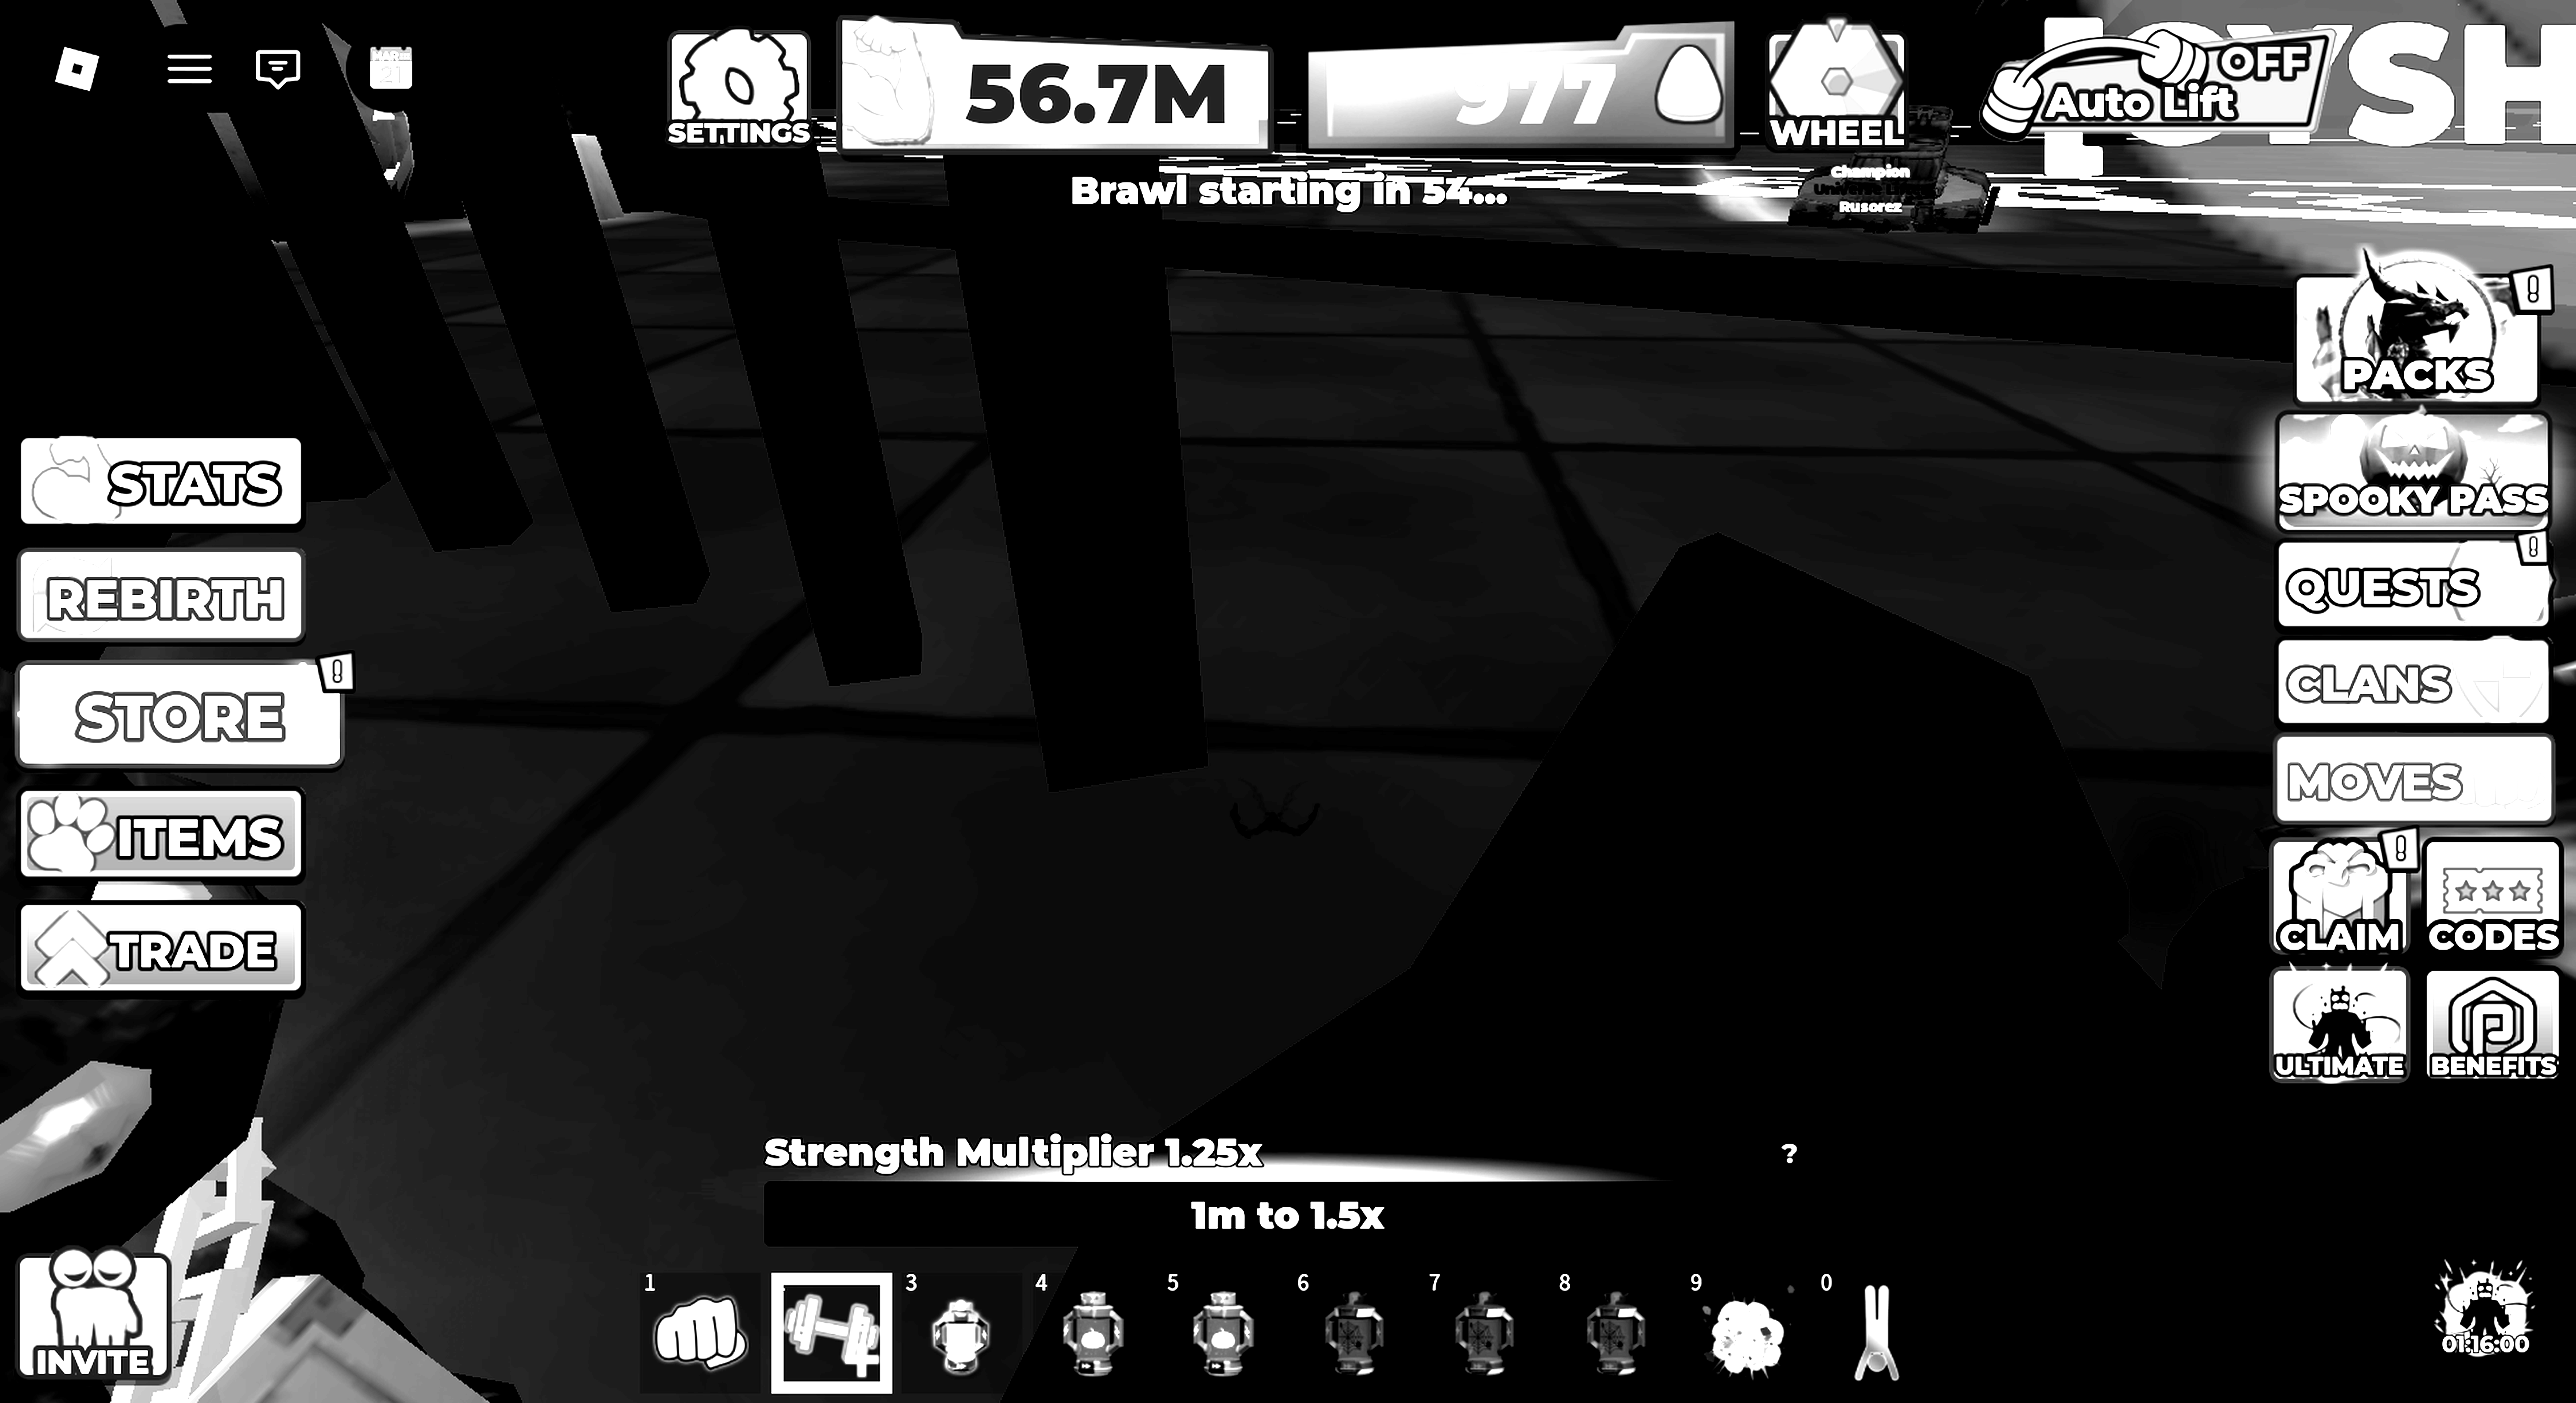 SETTINGS
56.7M
977
WHEEL
OFF
Auto Lift
Brawl starting in 54...
Champion
Rusorez
PACKS
SPOOKY PASS
QUESTS
CLANS
MOVES
CLAIM
CODES
ULTIMATE
BENEFITS
STATS
REBIRTH
STORE
ITEMS
TRADE
INVITE
Strength Multiplier 1.25x
?
1m to 1.5x
1
3
4
5
6
7
8
9
0
01:16:00